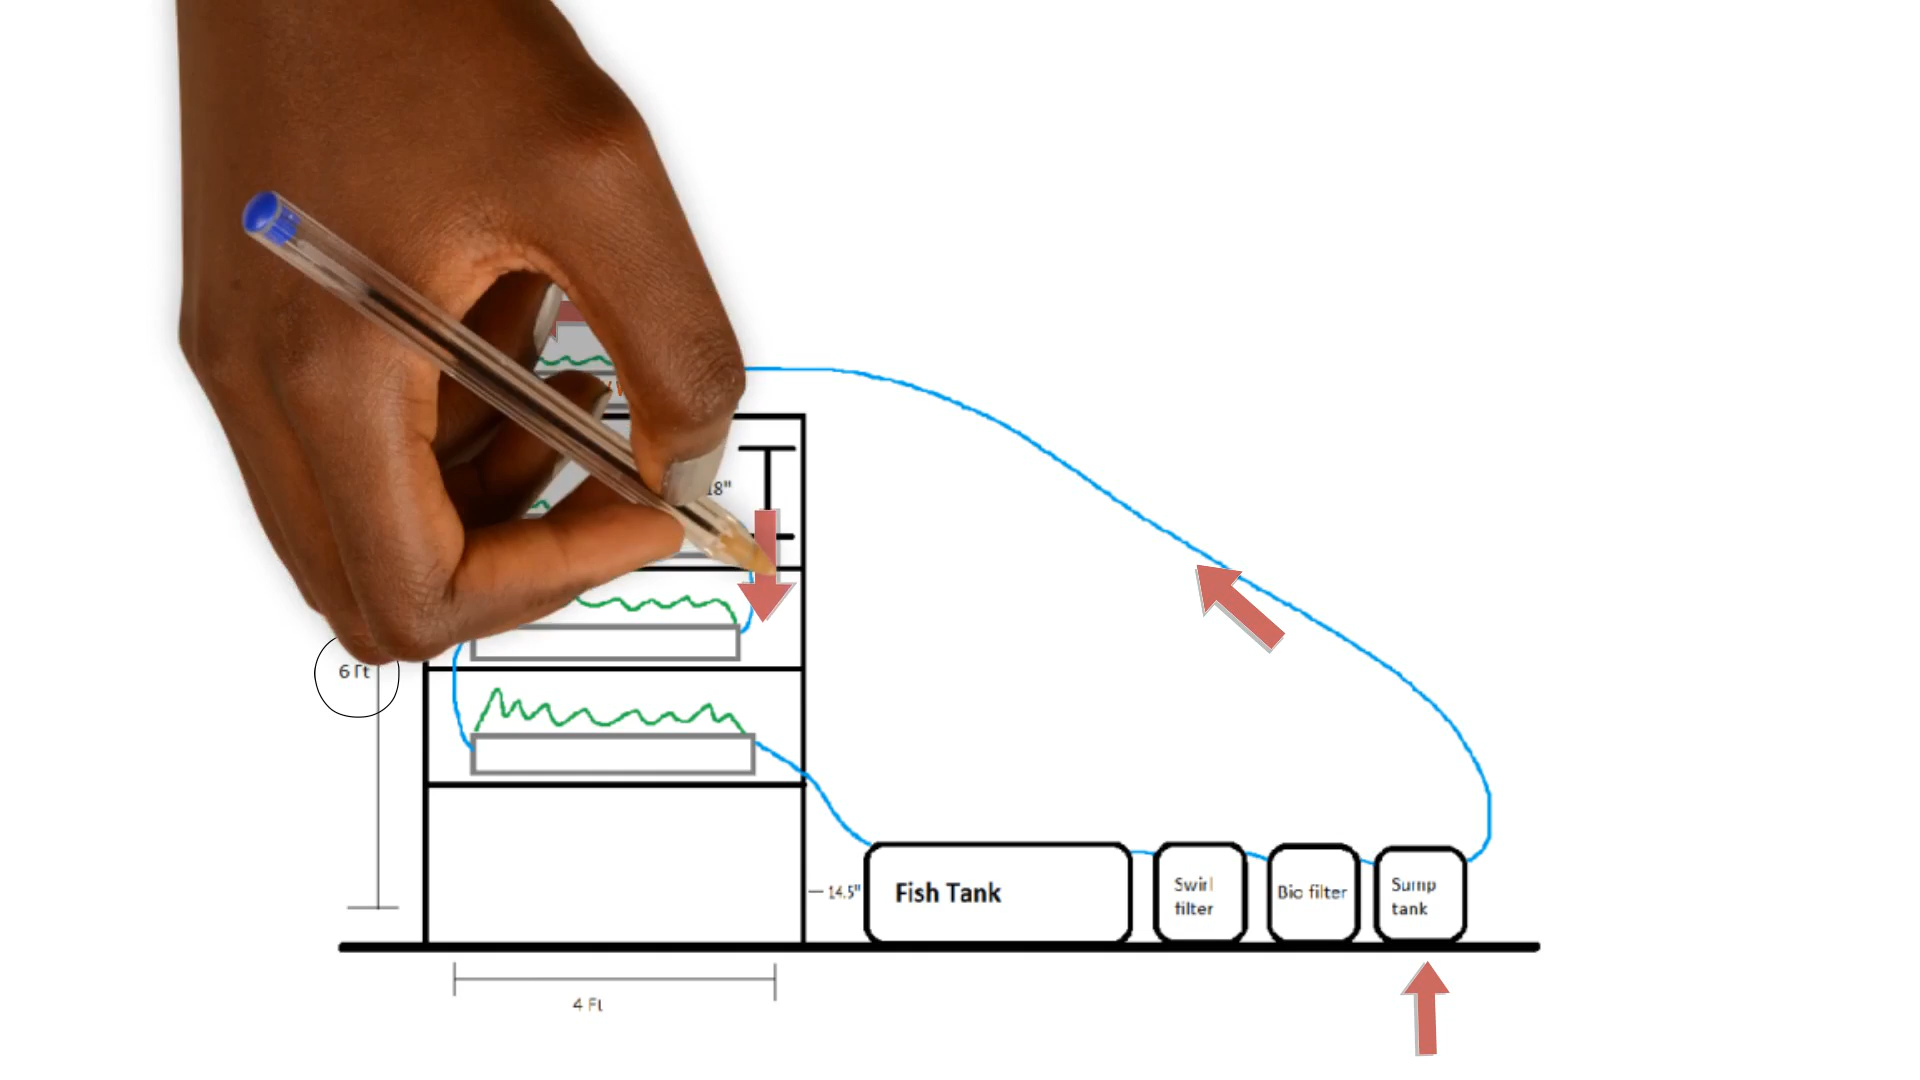 18"
6 Ft
14.5"
Fish Tank
Swirl
filter
Bio filter
Sump
tank
4 Ft